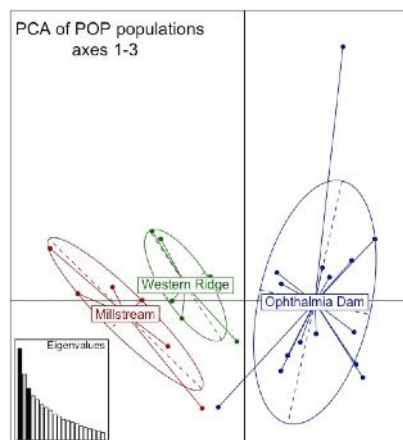 PCA of POP populations
axes 1-3
Western Ridge
Ophthalmia Dam
Millstream
Eigenvalues